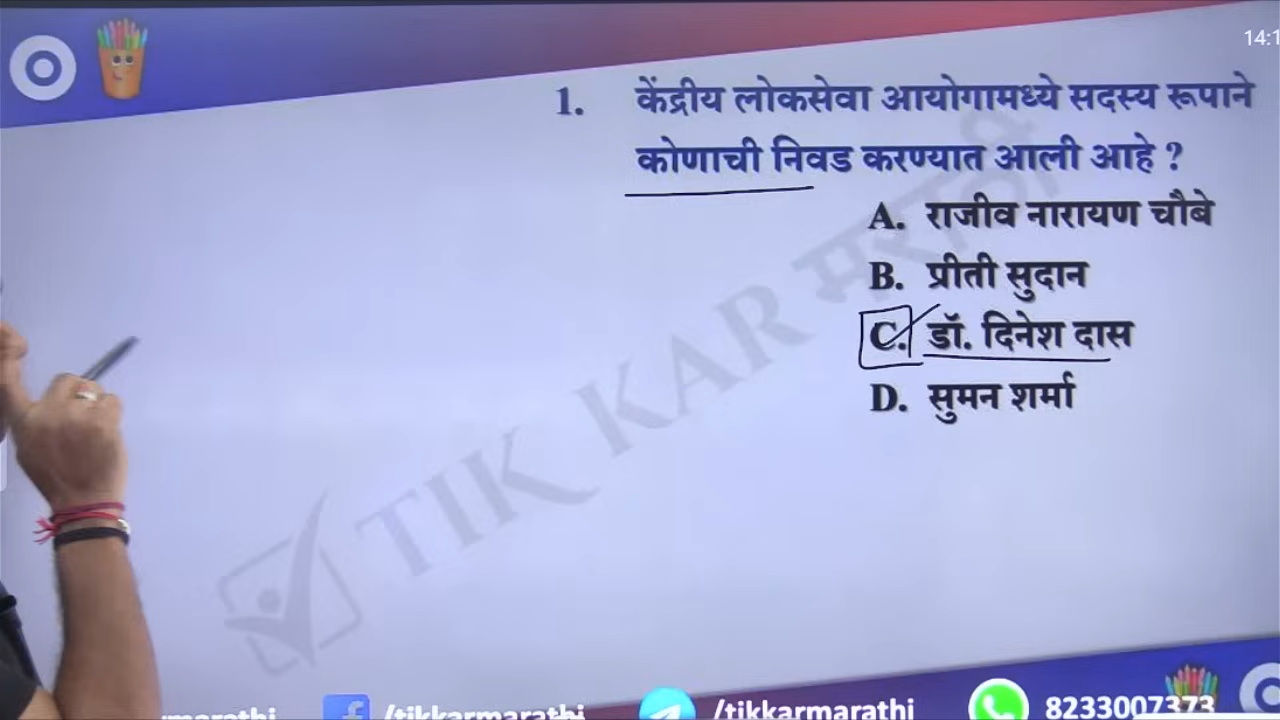 14:1
1. केंद्रीय लोकसेवा आयोगामध्ये सदस्य रूपाने
कोणाची निवड करण्यात आली आहे ?
A. राजीव नारायण चौबे
B. प्रीती सुदान
C. डॉ. दिनेश दास
D. सुमन शर्मा
TIK KAR मराठी
/tikkarmarathi
/tikkarmarathi
8233007373